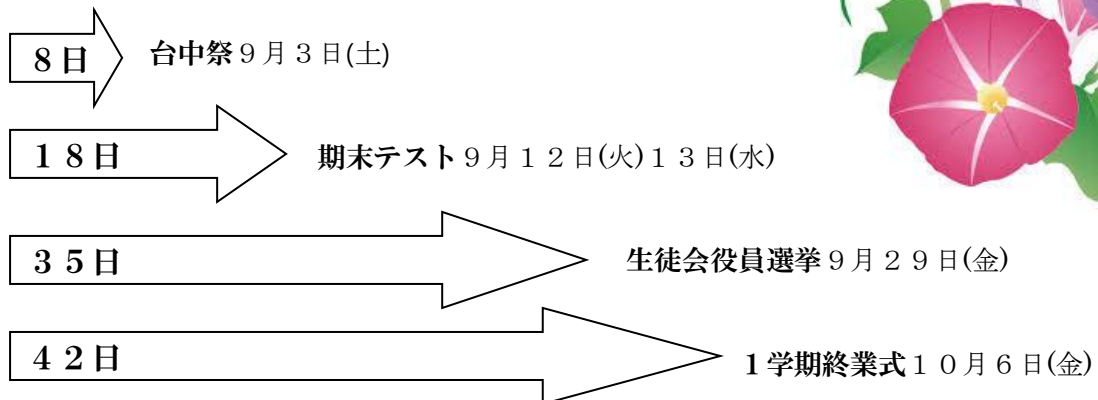 ８日 台中祭９月３日(土)
１８日 期末テスト９月１２日(火)１３日(水)
３５日 生徒会役員選挙９月２９日(金)
４２日 １学期終業式１０月６日(金)